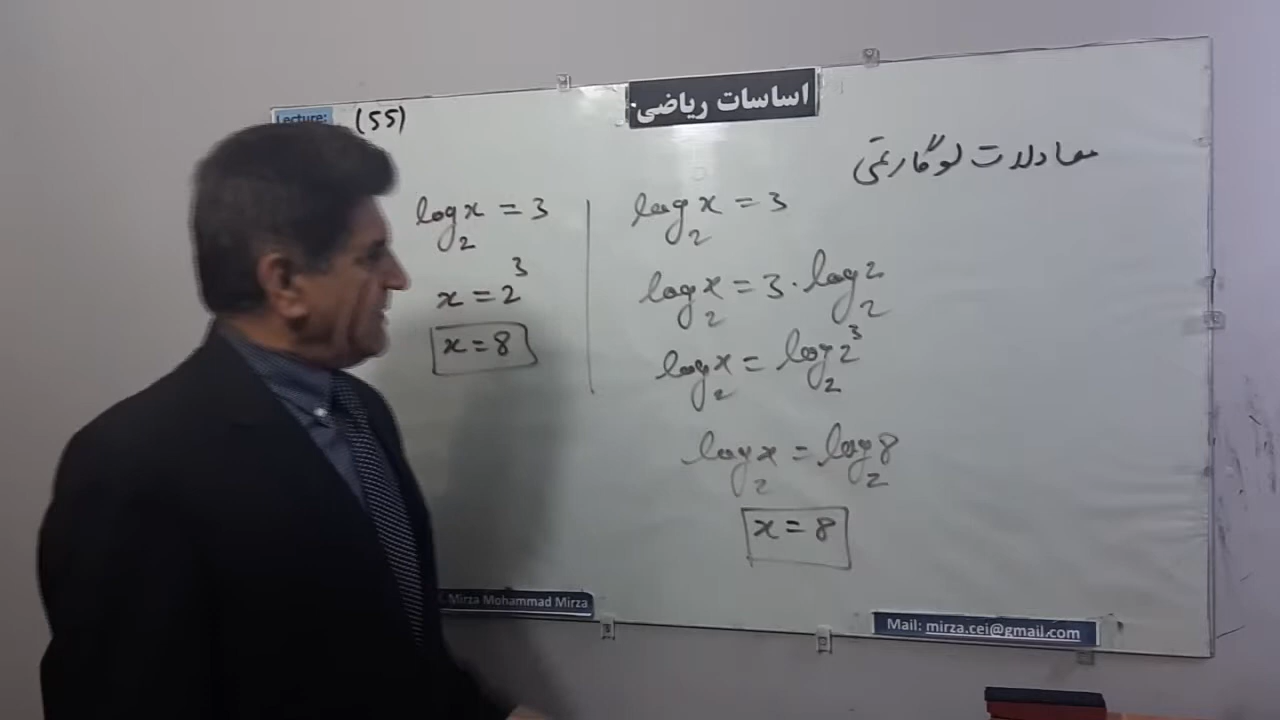 Lecture: (55)
اساسات ریاضی
معادلات لوگارتمی
log₂x = 3
x = 2³
x = 8
log₂x = 3
log₂x = 3 · log₂2
log₂x = log₂2³
log₂x = log₂8
x = 8
Mirza Mohammad Mirza
Mail: mirza.cei@gmail.com